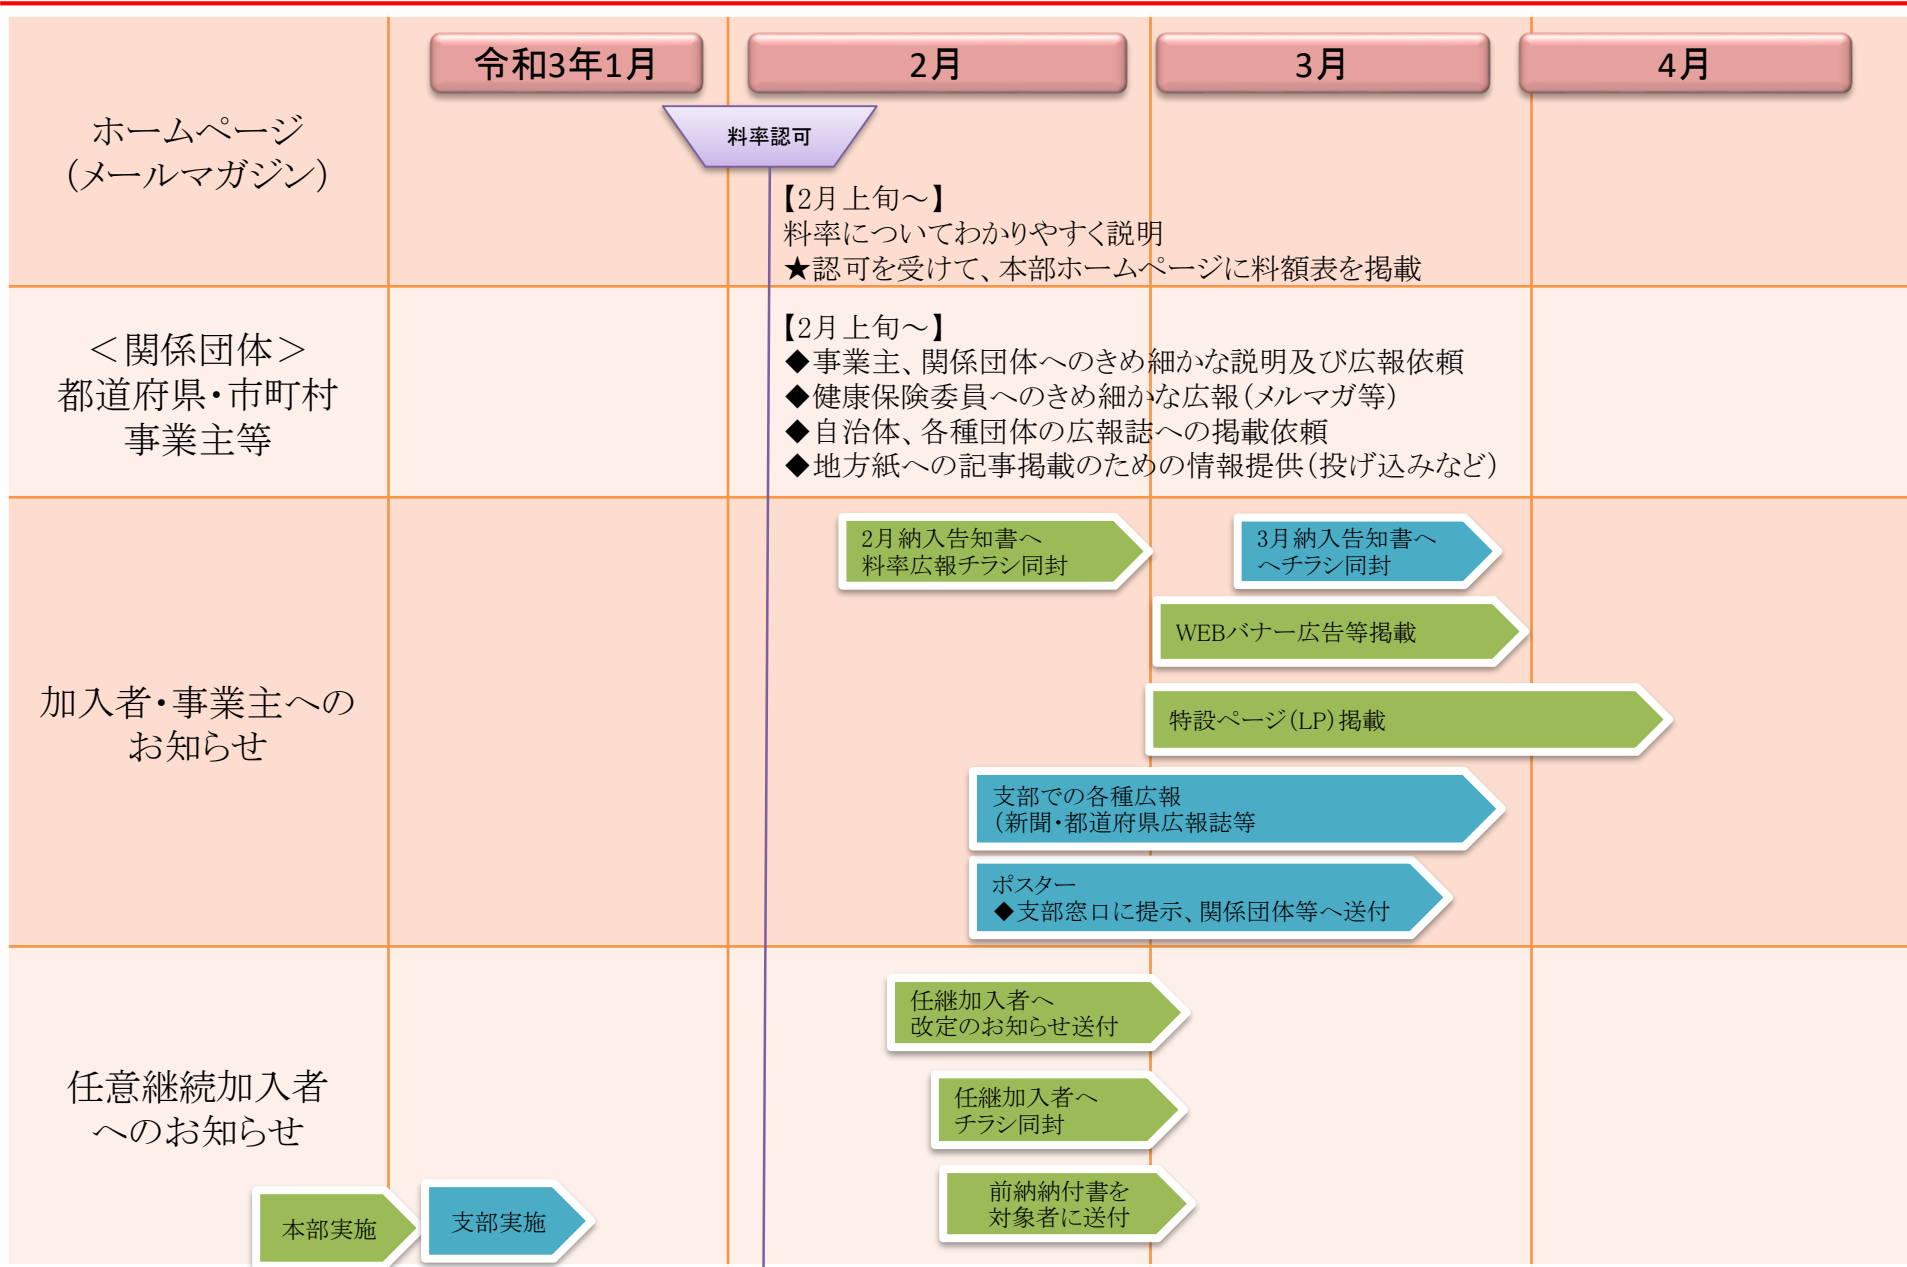 令和3年1月
2月
3月
4月
ホームページ
(メールマガジン)
料率認可
【2月上旬～】
料率についてわかりやすく説明
★認可を受けて、本部ホームページに料額表を掲載
＜関係団体＞
都道府県・市町村
事業主等
【2月上旬～】
◆事業主、関係団体へのきめ細かな説明及び広報依頼
◆健康保険委員へのきめ細かな広報(メルマガ等)
◆自治体、各種団体の広報誌への掲載依頼
◆地方紙への記事掲載のための情報提供(投げ込みなど)
加入者・事業主への
お知らせ
2月納入告知書へ
料率広報チラシ同封
3月納入告知書へ
へチラシ同封
WEBバナー広告等掲載
特設ページ(LP)掲載
支部での各種広報
(新聞・都道府県広報誌等
ポスター
◆支部窓口に提示、関係団体等へ送付
任意継続加入者
へのお知らせ
任継加入者へ
改定のお知らせ送付
任継加入者へ
チラシ同封
前納納付書を
対象者に送付
本部実施
支部実施